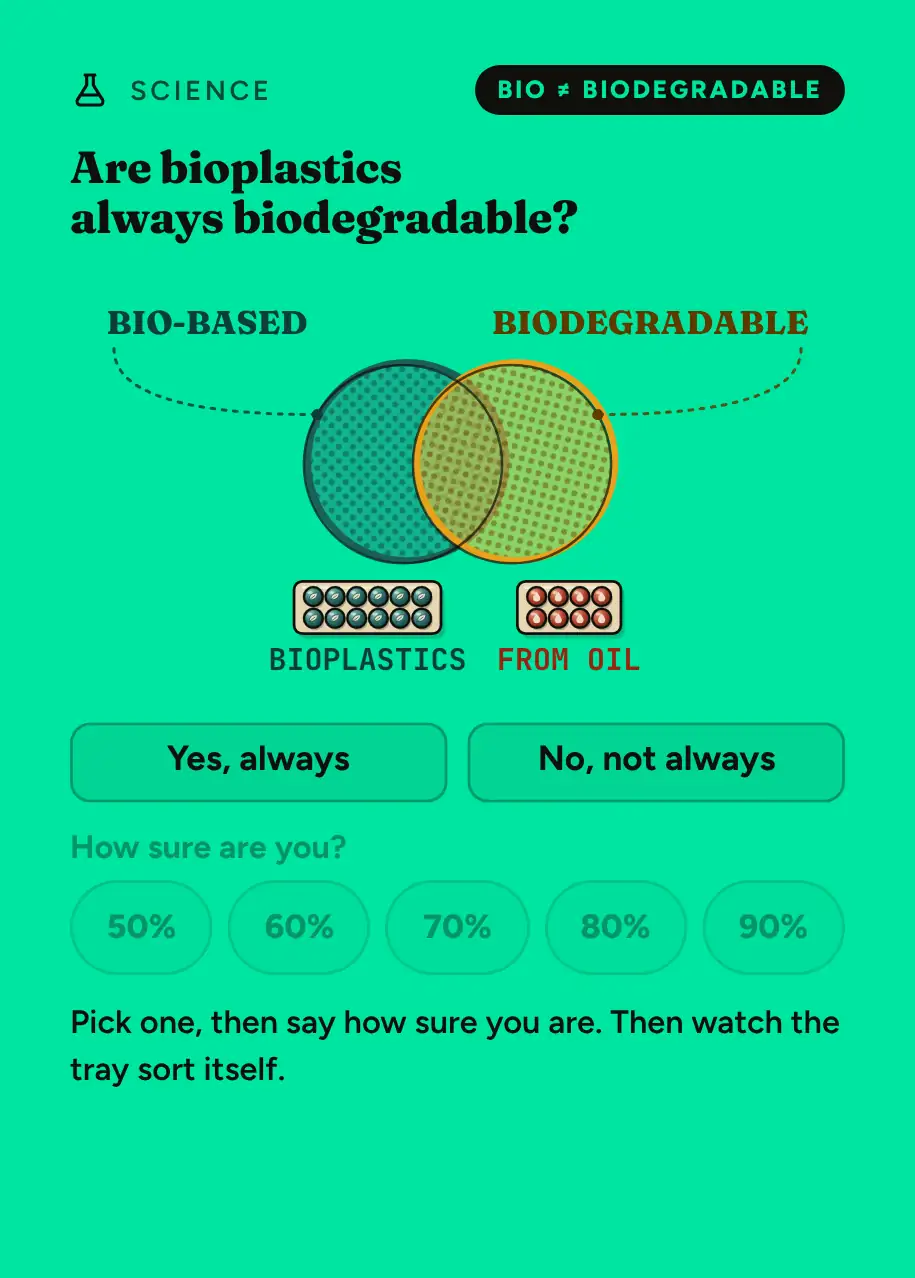 SCIENCE
BIO ≠ BIODEGRADABLE
Are bioplastics
always biodegradable?
BIO-BASED
BIODEGRADABLE
BIOPLASTICS
FROM OIL
Yes, always
No, not always
How sure are you?
50%
60%
70%
80%
90%
Pick one, then say how sure you are. Then watch the
tray sort itself.